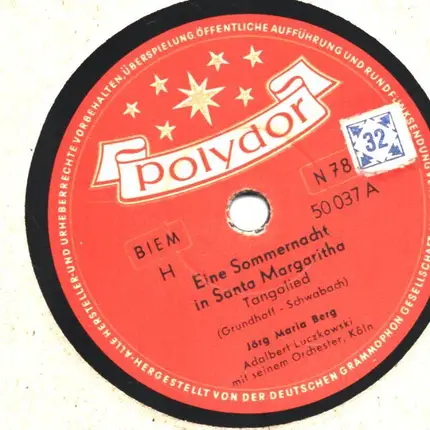 ALLE HERSTELLER-UND URHEBERRECHTE VORBEHALTEN, ÜBERSPIELUNG, ÖFFENTLICHE AUFFÜHRUNG UND RUNDFUNKSENDUNG
HERGESTELLT VON DER DEUTSCHEN GRAMMOPHON GESELLSCHAFT
polydor
N 78
32
BIEM
50 037 A
H
Eine Sommernacht
in Santa Margaritha
Tangolied
(Grundhoff - Schwabach)
Jörg Maria Berg
Adalbert Luczkowski
mit seinem Orchester, Köln